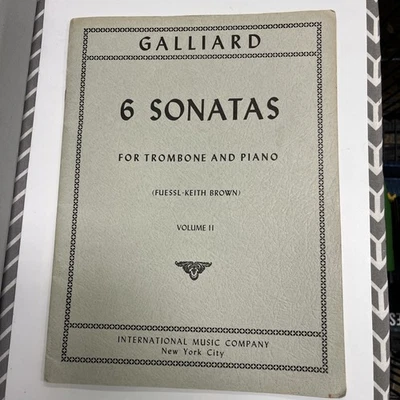 GALLIARD
6 SONATAS
FOR TROMBONE AND PIANO
(FUESSL-KEITH BROWN)
VOLUME II
INTERNATIONAL MUSIC COMPANY
New York City